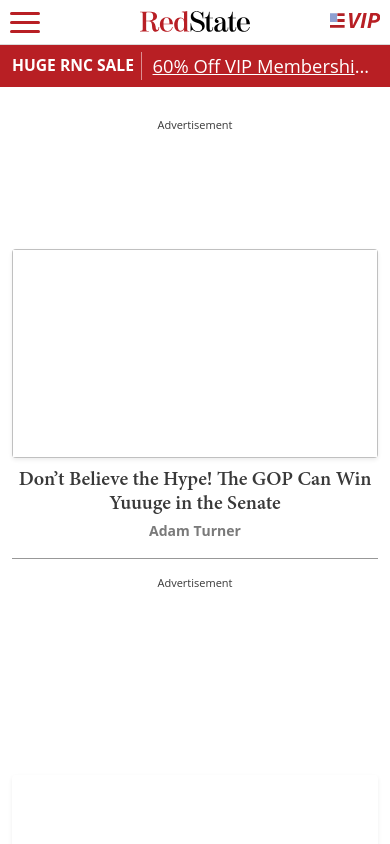 RedState
VIP
HUGE RNC SALE
60% Off VIP Membershi...
Advertisement
Don’t Believe the Hype! The GOP Can Win
Yuuuge in the Senate
Adam Turner
Advertisement